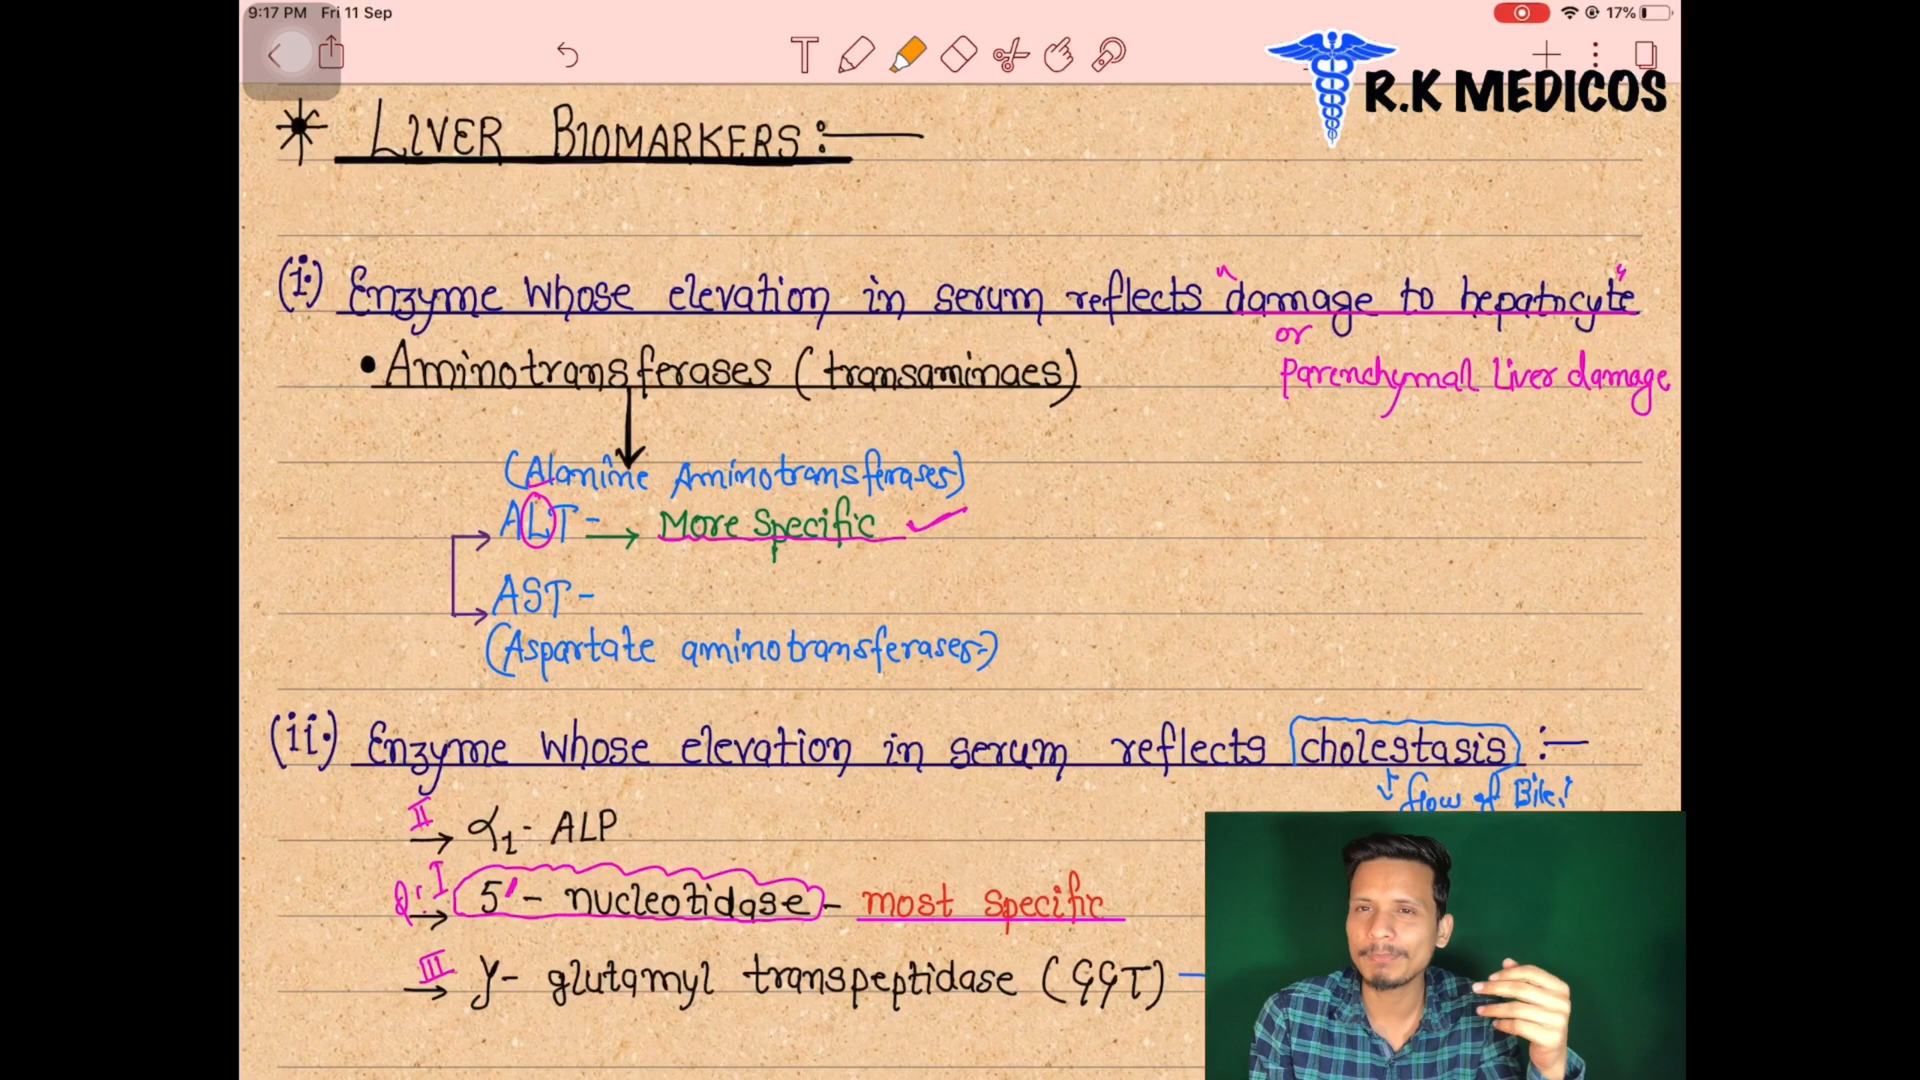 9:17 PM Fri 11 Sep
17%
T
R.K MEDICOS
LIVER BIOMARKERS:—
(i.) Enzyme whose elevation in serum reflects "damage to hepatocyte"
or
Parenchymal Liver damage
• Aminotransferases (transaminaes)
(Alanine Aminotransferases)
ALT - → More Specific ✓
AST -
(Aspartate aminotransferases-)
(ii.) Enzyme whose elevation in serum reflects cholestasis :—
↓ flow of Bile
II → α1 - ALP
I → 5' - nucleotidase - most specific
III → γ - glutamyl transpeptidase (GGT) –